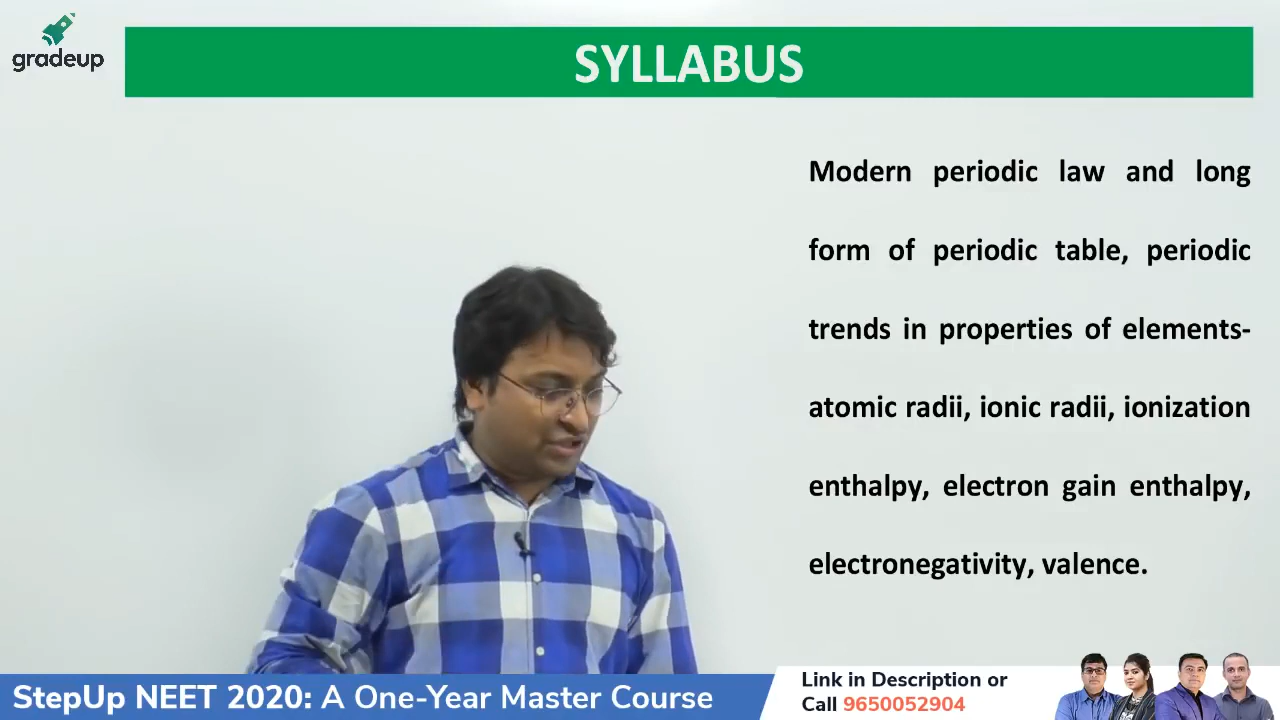 gradeup
SYLLABUS
Modern periodic law and long
form of periodic table, periodic
trends in properties of elements-
atomic radii, ionic radii, ionization
enthalpy, electron gain enthalpy,
electronegativity, valence.
StepUp NEET 2020: A One-Year Master Course
Link in Description or
Call 9650052904